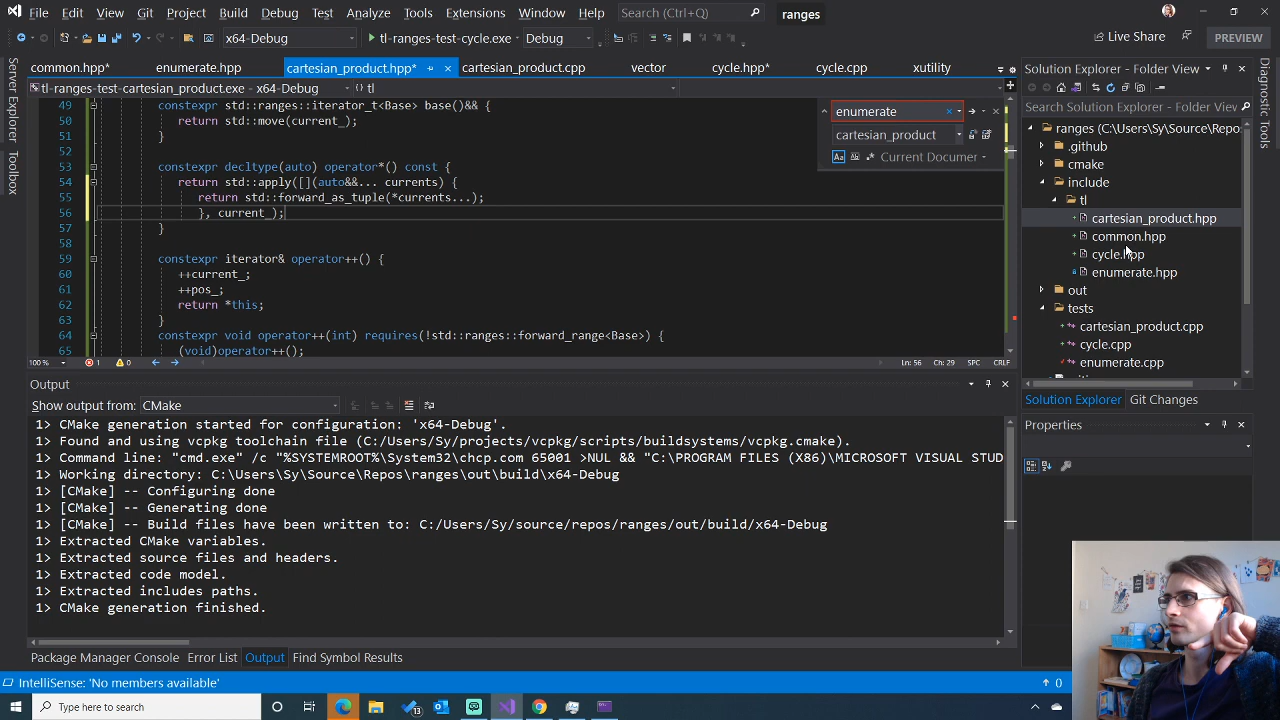 File Edit View Git Project Build Debug Test Analyze Tools Extensions Window Help Search (Ctrl+Q) ranges
x64-Debug tl-ranges-test-cycle.exe Debug Live Share PREVIEW
common.hpp* enumerate.hpp cartesian_product.hpp* cartesian_product.cpp vector cycle.hpp* cycle.cpp xutility
tl-ranges-test-cartesian_product.exe (x64-Debug) tl
49 constexpr std::ranges::iterator_t<Base> base()&& {
50 return std::move(current_);
51 }
52
53 constexpr decltype(auto) operator*() const {
54 return std::apply([](auto&&... currents) {
55 return std::forward_as_tuple(*currents...);
56 }, current_);
57 }
58
59 constexpr iterator& operator++() {
60 ++current_;
61 ++pos_;
62 return *this;
63 }
64 constexpr void operator++(int) requires(!std::ranges::forward_range<Base>) {
65 (void)operator++();
enumerate
cartesian_product
Current Documen
100 % 1 0 Ln: 56 Ch: 29 SPC CRLF
Output
Show output from: CMake
1> CMake generation started for configuration: 'x64-Debug'.
1> Found and using vcpkg toolchain file (C:/Users/Sy/projects/vcpkg/scripts/buildsystems/vcpkg.cmake).
1> Command line: "cmd.exe" /c "%SYSTEMROOT%\System32\chcp.com 65001 >NUL && "C:\PROGRAM FILES (X86)\MICROSOFT VISUAL STUD
1> Working directory: C:\Users\Sy\Source\Repos\ranges\out\build\x64-Debug
1> [CMake] -- Configuring done
1> [CMake] -- Generating done
1> [CMake] -- Build files have been written to: C:/Users/Sy/source/repos/ranges/out/build/x64-Debug
1> Extracted CMake variables.
1> Extracted source files and headers.
1> Extracted code model.
1> Extracted includes paths.
1> CMake generation finished.
Package Manager Console Error List Output Find Symbol Results
IntelliSense: 'No members available' 0
Type here to search
13
Server Explorer
Toolbox
Solution Explorer - Folder View
Search Solution Explorer - Folder View (Ctrl
ranges (C:\Users\Sy\Source\Repo
.github
cmake
include
tl
cartesian_product.hpp
common.hpp
cycle.hpp
enumerate.hpp
out
tests
cartesian_product.cpp
cycle.cpp
enumerate.cpp
Solution Explorer Git Changes
Properties
Diagnostic Tools